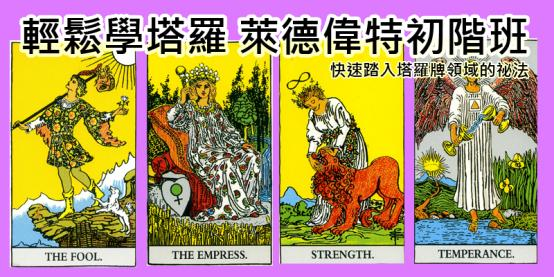 輕鬆學塔羅 萊德偉特初階班
快速踏入塔羅牌領域的祕法
THE FOOL.
THE EMPRESS.
STRENGTH.
TEMPERANCE.